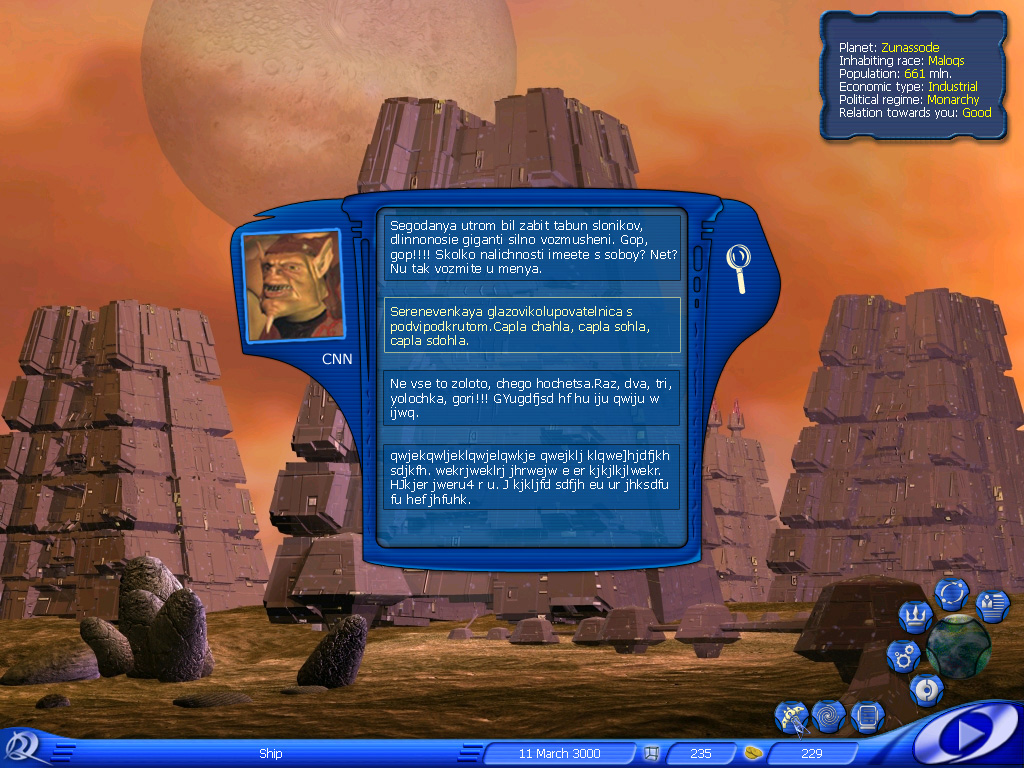 Planet: Zunassode
Inhabiting race: Maloqs
Population: 661 mln.
Economic type: Industrial
Political regime: Monarchy
Relation towards you: Good
Segodanya utrom bil zabit tabun slonikov,
dlinnonosie giganti silno vozmusheni. Gop,
gop!!!! Skolko nalichnosti imeete s soboy? Net?
Nu tak vozmite u menya.
CNN
Serenevenkaya glazovikolupovatelnica s
podvipodkrutom.Capla chahla, capla sohla,
capla sdohla.
Ne vse to zoloto, chego hochetsa.Raz, dva, tri,
yolochka, gori!!! GYugdfjsd hf hu iju qwiju w
ijwq.
qwjekqwljeklqwjelqwkje qwejklj klqwe]hjdfjkh
sdjkfh. wekrjweklrj jhrwejw e er kjkjlkjlwekr.
HJkjer jweru4 r u. J kjkljfd sdfjh eu ur jhksdfu
fu hef jhfuhk.
Ship
11 March 3000
235
229